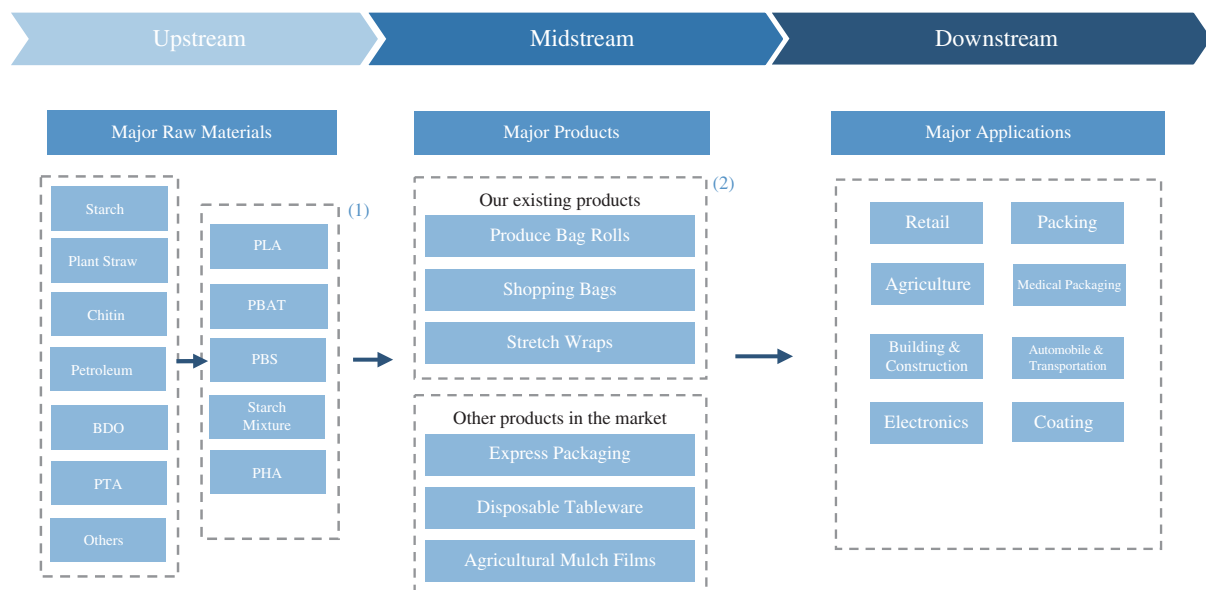 Upstream
Midstream
Downstream
Major Raw Materials
Major Products
Major Applications
Starch
Plant Straw
Chitin
Petroleum
BDO
PTA
Others
(1)
PLA
PBAT
PBS
Starch
Mixture
PHA
(2)
Our existing products
Produce Bag Rolls
Shopping Bags
Stretch Wraps
Other products in the market
Express Packaging
Disposable Tableware
Agricultural Mulch Films
Retail
Packing
Agriculture
Medical Packaging
Building &
Construction
Automobile &
Transportation
Electronics
Coating